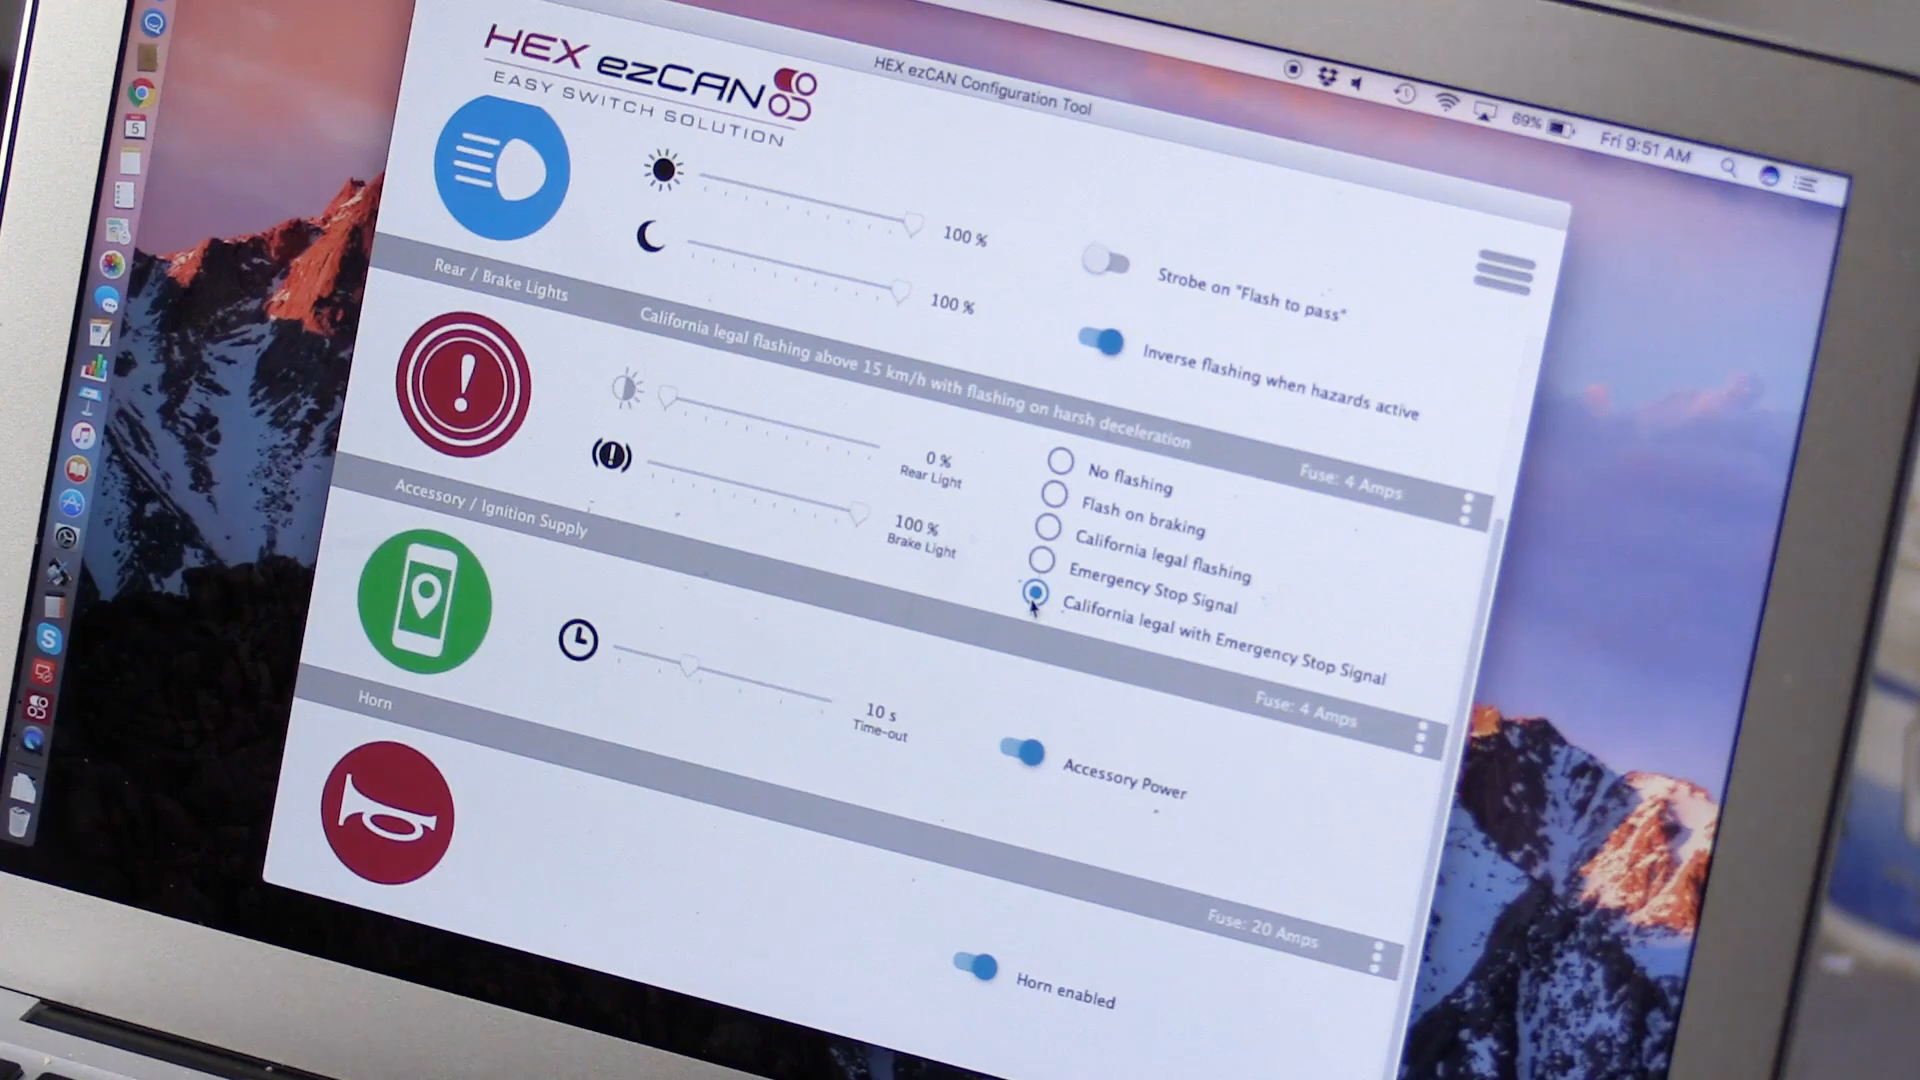 HEX ezCAN
EASY SWITCH SOLUTION
HEX ezCAN Configuration Tool
69%
Fri 9:51 AM
5
100 %
100 %
Strobe on "Flash to pass"
Inverse flashing when hazards active
Rear / Brake Lights
California legal flashing above 15 km/h with flashing on harsh deceleration
Fuse: 4 Amps
0 %
Rear Light
100 %
Brake Light
No flashing
Flash on braking
California legal flashing
Emergency Stop Signal
California legal with Emergency Stop Signal
Accessory / Ignition Supply
Fuse: 4 Amps
10 s
Time-out
Accessory Power
Horn
Fuse: 20 Amps
Horn enabled